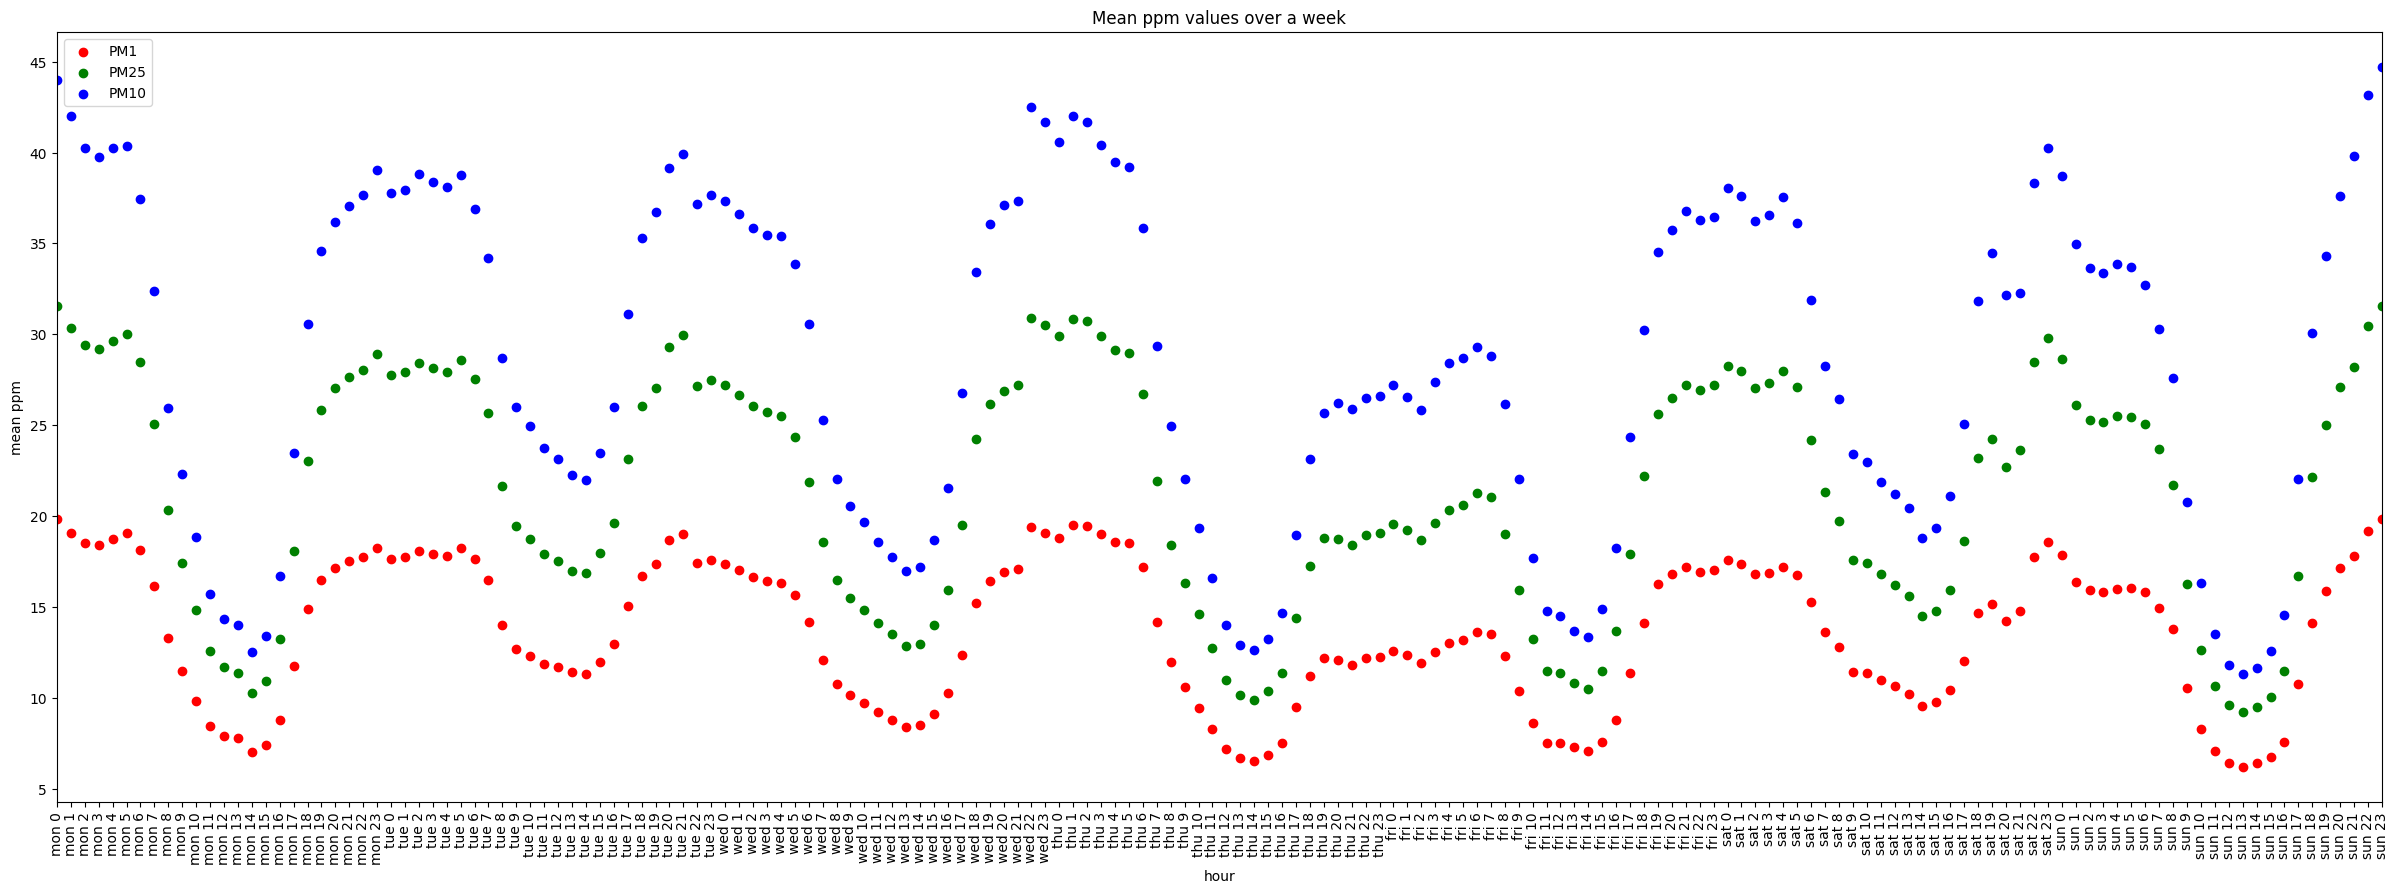 Mean ppm values over a week
PM1
PM25
PM10
mean ppm
45
40
35
30
25
20
15
10
5
mon 0
mon 1
mon 2
mon 3
mon 4
mon 5
mon 6
mon 7
mon 8
mon 9
mon 10
mon 11
mon 12
mon 13
mon 14
mon 15
mon 16
mon 17
mon 18
mon 19
mon 20
mon 21
mon 22
mon 23
tue 0
tue 1
tue 2
tue 3
tue 4
tue 5
tue 6
tue 7
tue 8
tue 9
tue 10
tue 11
tue 12
tue 13
tue 14
tue 15
tue 16
tue 17
tue 18
tue 19
tue 20
tue 21
tue 22
tue 23
wed 0
wed 1
wed 2
wed 3
wed 4
wed 5
wed 6
wed 7
wed 8
wed 9
wed 10
wed 11
wed 12
wed 13
wed 14
wed 15
wed 16
wed 17
wed 18
wed 19
wed 20
wed 21
wed 22
wed 23
thu 0
thu 1
thu 2
thu 3
thu 4
thu 5
thu 6
thu 7
thu 8
thu 9
thu 10
thu 11
thu 12
thu 13
thu 14
thu 15
thu 16
thu 17
thu 18
thu 19
thu 20
thu 21
thu 22
thu 23
fri 0
fri 1
fri 2
fri 3
fri 4
fri 5
fri 6
fri 7
fri 8
fri 9
fri 10
fri 11
fri 12
fri 13
fri 14
fri 15
fri 16
fri 17
fri 18
fri 19
fri 20
fri 21
fri 22
fri 23
sat 0
sat 1
sat 2
sat 3
sat 4
sat 5
sat 6
sat 7
sat 8
sat 9
sat 10
sat 11
sat 12
sat 13
sat 14
sat 15
sat 16
sat 17
sat 18
sat 19
sat 20
sat 21
sat 22
sat 23
sun 0
sun 1
sun 2
sun 3
sun 4
sun 5
sun 6
sun 7
sun 8
sun 9
sun 10
sun 11
sun 12
sun 13
sun 14
sun 15
sun 16
sun 17
sun 18
sun 19
sun 20
sun 21
sun 22
sun 23
hour